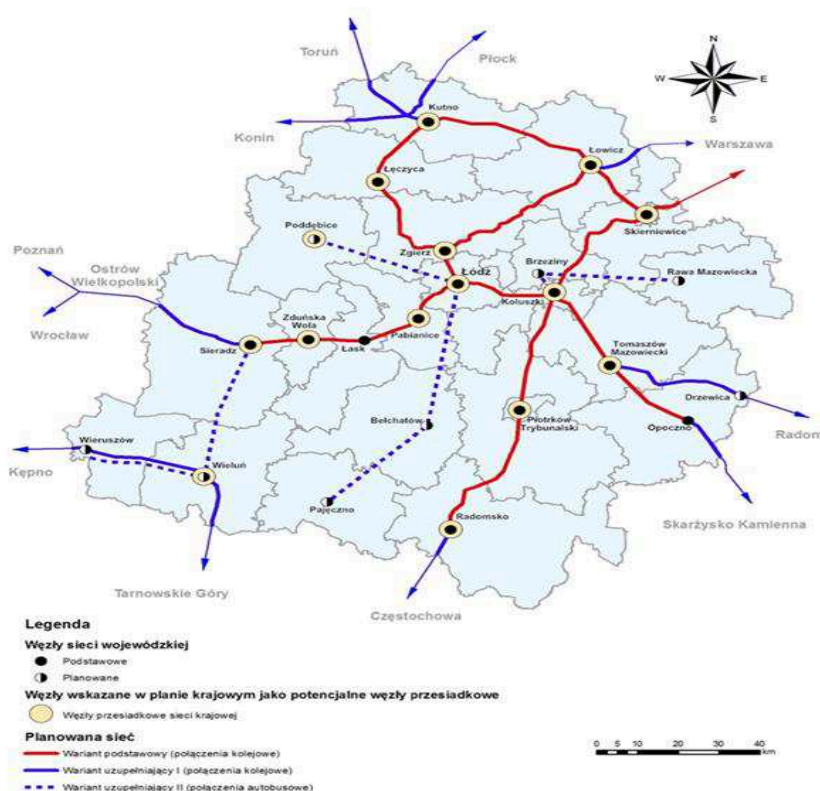 Toruń
Płock
N
W E
S
Kutno
Konin
Łowicz
Warszawa
Łęczyca
Poddębice
Skierniewice
Zgierz
Brzeziny
Poznań
Ostrów
Wielkopolski
Łódź
Rawa Mazowiecka
Koluszki
Zduńska
Wola
Wrocław
Pabianice
Sieradz
Łask
Tomaszów
Mazowiecki
Drzewica
Bełchatów
Piotrków
Trybunalski
Opoczno
Radom
Wieruszów
Kępno
Wieluń
Pajęczno
Radomsko
Skarżysko Kamienna
Tarnowskie Góry
Częstochowa
Legenda
Węzły sieci wojewódzkiej
Podstawowe
Planowane
Węzły wskazane w planie krajowym jako potencjalne węzły przesiadkowe
Węzły przesiadkowe sieci krajowej
Planowana sieć
Wariant podstawowy (połączenia kolejowe)
Wariant uzupełniający I (połączenia kolejowe)
Wariant uzupełniający II (połączenia autobusowe)
0 5 10 20 30 40
km